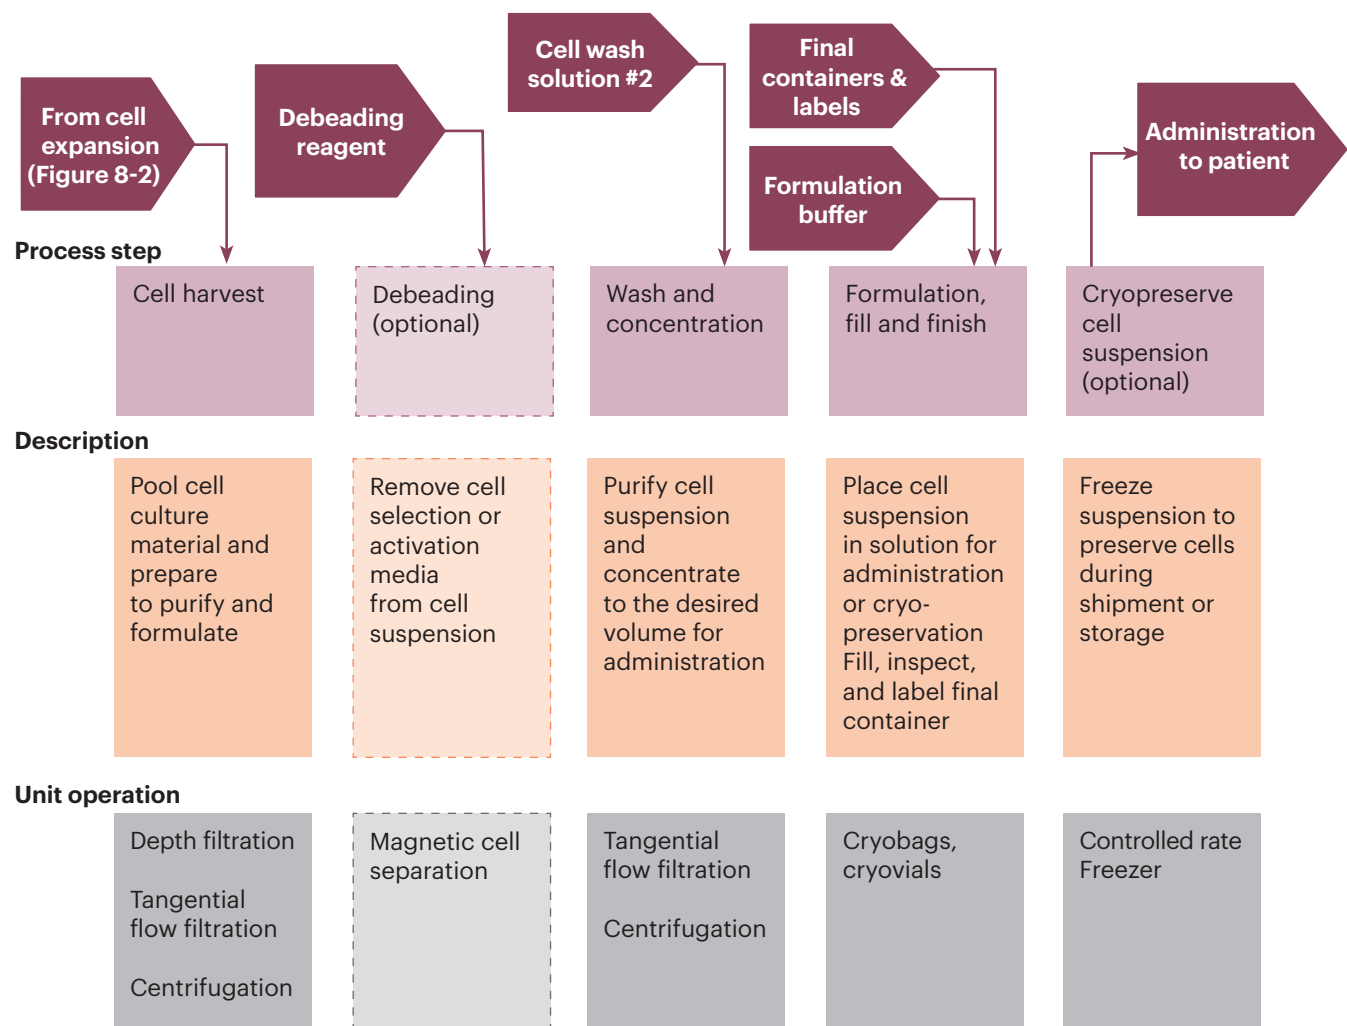 From cell
expansion
(Figure 8-2)
Debeading
reagent
Cell wash
solution #2
Final
containers &
labels
Formulation
buffer
Administration
to patient
Process step
Cell harvest
Debeading
(optional)
Wash and
concentration
Formulation,
fill and finish
Cryopreserve
cell
suspension
(optional)
Description
Pool cell
culture
material and
prepare
to purify and
formulate
Remove cell
selection or
activation
media
from cell
suspension
Purify cell
suspension
and
concentrate
to the desired
volume for
administration
Place cell
suspension
in solution for
administration
or cryo-
preservation
Fill, inspect,
and label final
container
Freeze
suspension to
preserve cells
during
shipment or
storage
Unit operation
Depth filtration
Tangential
flow filtration
Centrifugation
Magnetic cell
separation
Tangential
flow filtration
Centrifugation
Cryobags,
cryovials
Controlled rate
Freezer